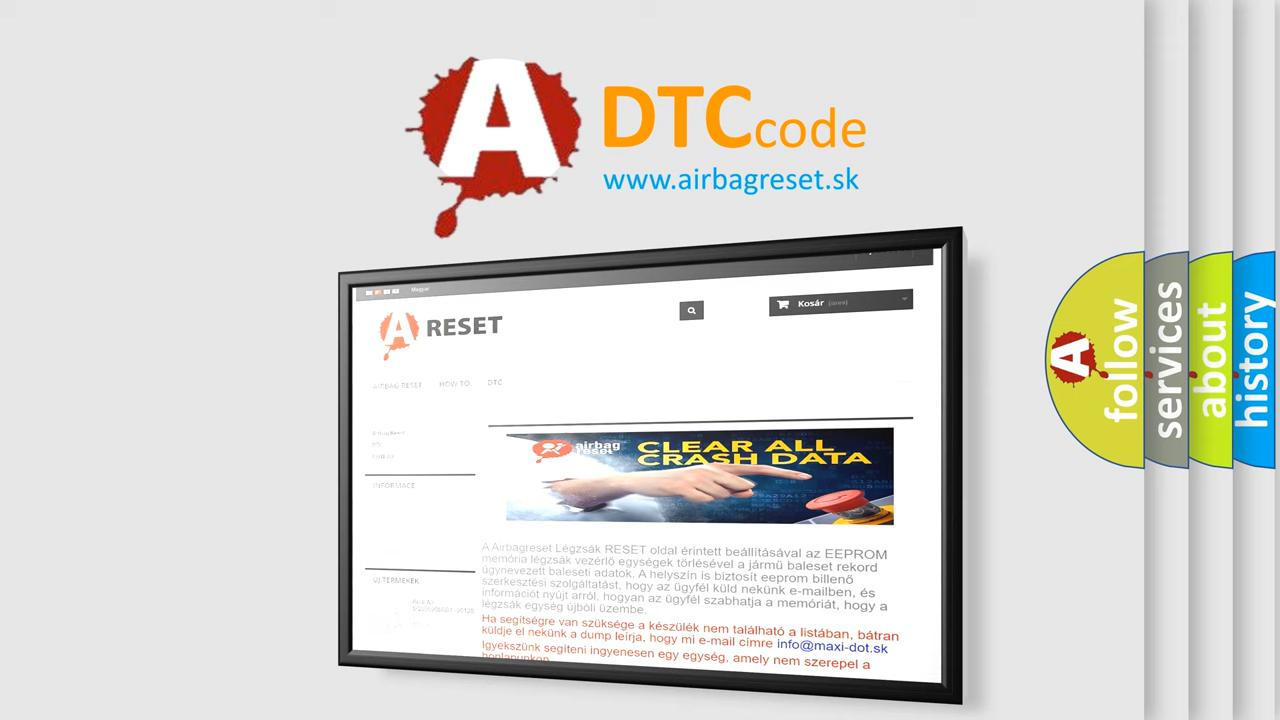 A DTC code
www.airbagreset.sk
Magyar
Kosár (üres)
A RESET
AIRBAG RESET HOW TO DTC
airbag
reset
CLEAR ALL
CRASH DATA
INFORMACE
A Airbagreset Légzsák RESET oldal érintett beállításával az EEPROM
memória légzsák vezérlő egységek törlésével a jármű baleset rekord
úgynevezett baleseti adatok. A helyszín is biztosít eeprom billenő
szerkesztési szolgáltatást, hogy az ügyfél küld nekünk e-mailben, és
információt nyújt arról, hogyan az ügyfél szabhatja a memóriát, hogy a
légzsák egység újbóli üzembe.
Ha segítségre van szüksége a készülék nem található a listában, bátran
küldje el nekünk a dump leírja, hogy mi e-mail címre info@maxi-dot.sk
Igyekszünk segíteni ingyenesen egy egység, amely nem szerepel a
honlapunkon
ÚJ TERMÉKEK
A
follow
services
about
history